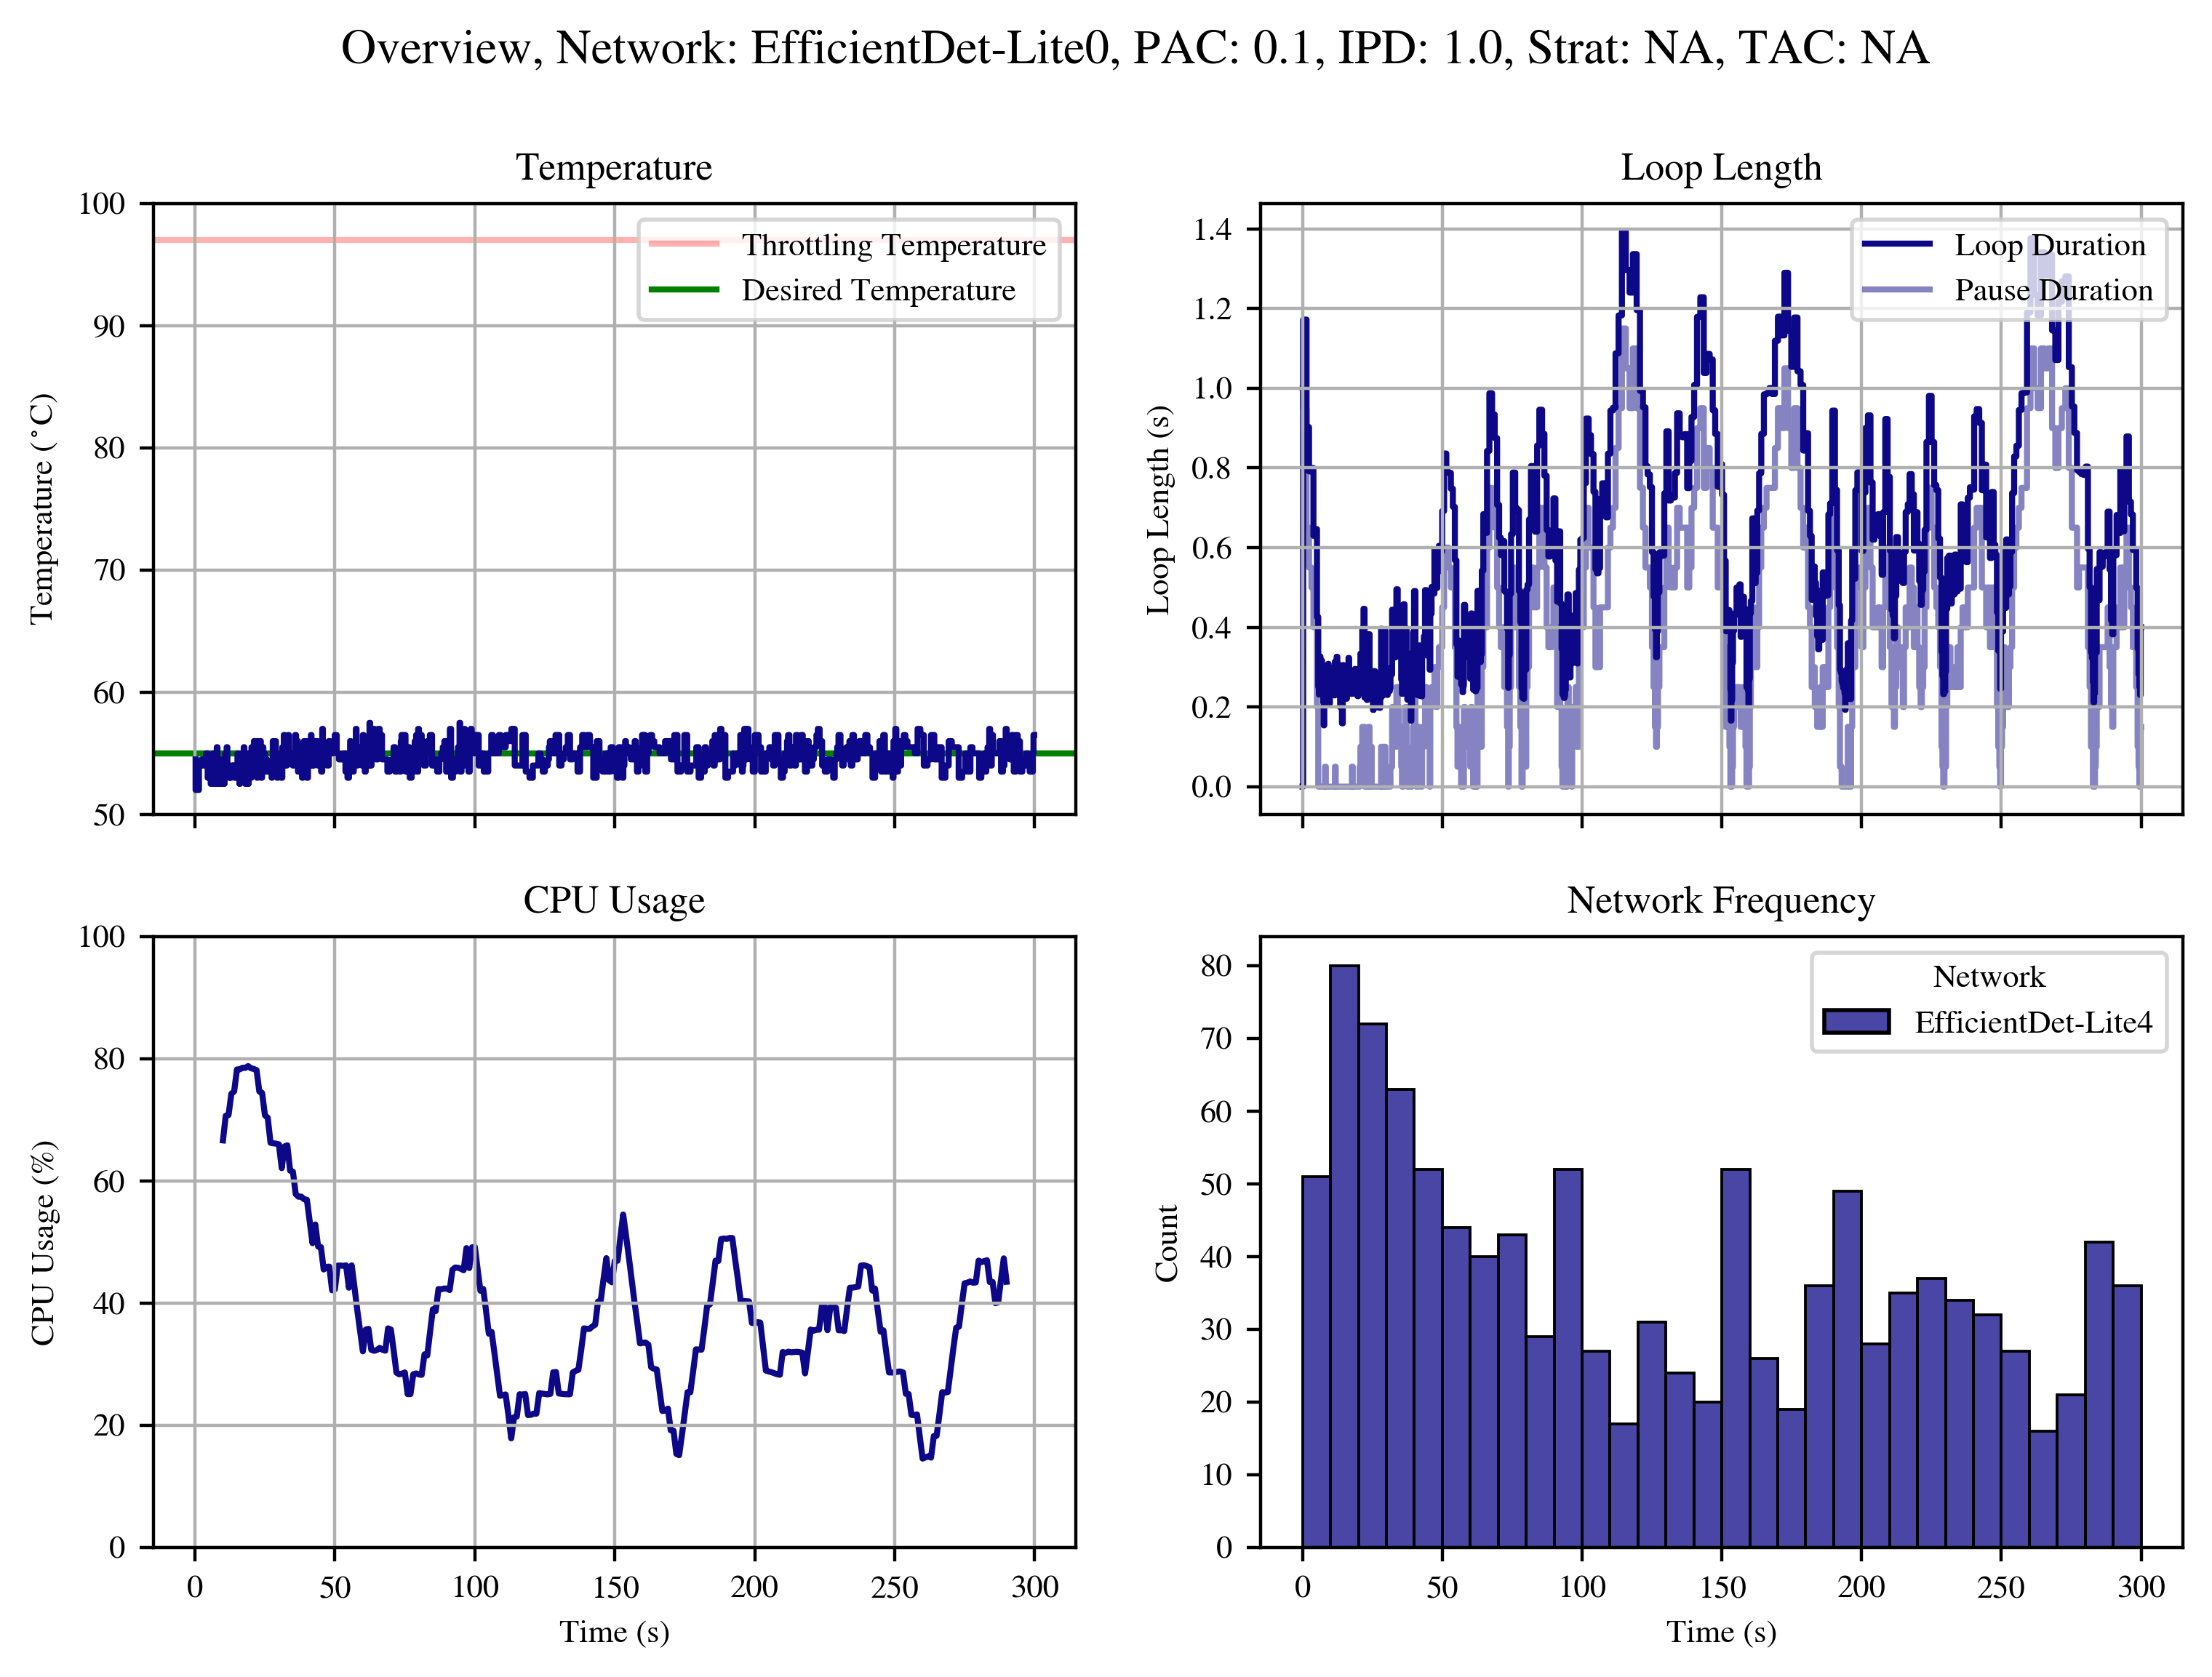 Overview, Network: EfficientDet-Lite0, PAC: 0.1, IPD: 1.0, Strat: NA, TAC: NA
Temperature
100
90
80
70
60
50
Temperature (°C)
Throttling Temperature
Desired Temperature
Loop Length
1.4
1.2
1.0
0.8
0.6
0.4
0.2
0.0
Loop Length (s)
Loop Duration
Pause Duration
CPU Usage
100
80
60
40
20
0
CPU Usage (%)
0 50 100 150 200 250 300
Time (s)
Network Frequency
80
70
60
50
40
30
20
10
0
Count
Network
EfficientDet-Lite4
0 50 100 150 200 250 300
Time (s)